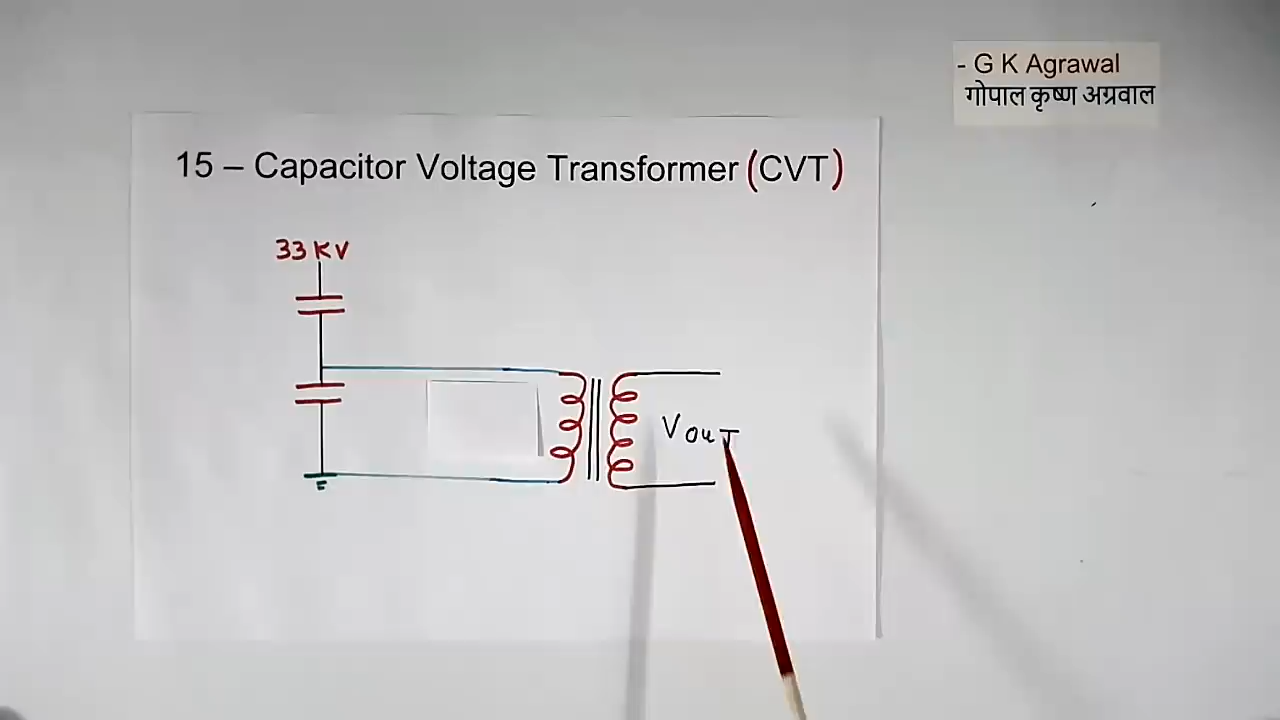 - G K Agrawal
गोपाल कृष्ण अग्रवाल
15 – Capacitor Voltage Transformer (CVT)
33 KV
Vout
E